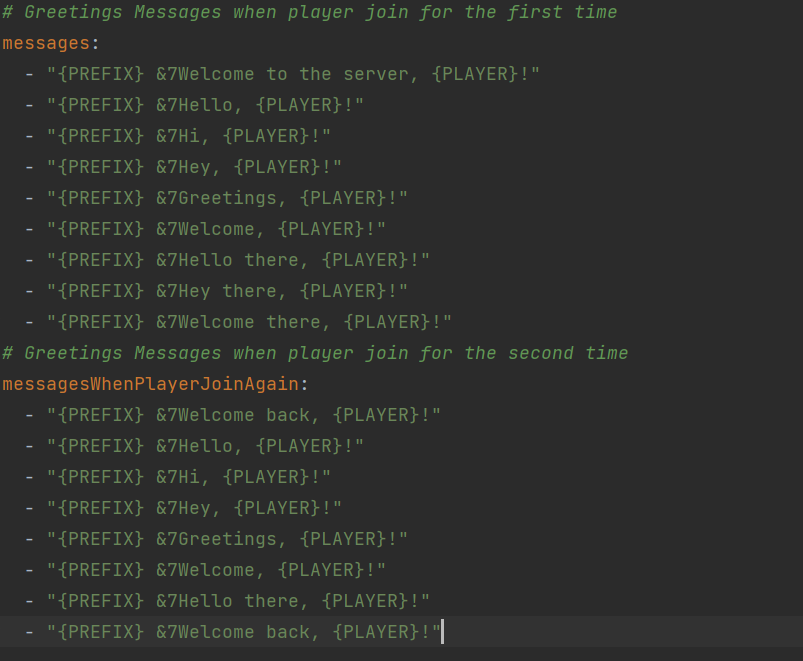 # Greetings Messages when player join for the first time
messages:
- "{PREFIX} &7Welcome to the server, {PLAYER}!"
- "{PREFIX} &7Hello, {PLAYER}!"
- "{PREFIX} &7Hi, {PLAYER}!"
- "{PREFIX} &7Hey, {PLAYER}!"
- "{PREFIX} &7Greetings, {PLAYER}!"
- "{PREFIX} &7Welcome, {PLAYER}!"
- "{PREFIX} &7Hello there, {PLAYER}!"
- "{PREFIX} &7Hey there, {PLAYER}!"
- "{PREFIX} &7Welcome there, {PLAYER}!"
# Greetings Messages when player join for the second time
messagesWhenPlayerJoinAgain:
- "{PREFIX} &7Welcome back, {PLAYER}!"
- "{PREFIX} &7Hello, {PLAYER}!"
- "{PREFIX} &7Hi, {PLAYER}!"
- "{PREFIX} &7Hey, {PLAYER}!"
- "{PREFIX} &7Greetings, {PLAYER}!"
- "{PREFIX} &7Welcome, {PLAYER}!"
- "{PREFIX} &7Hello there, {PLAYER}!"
- "{PREFIX} &7Welcome back, {PLAYER}!"